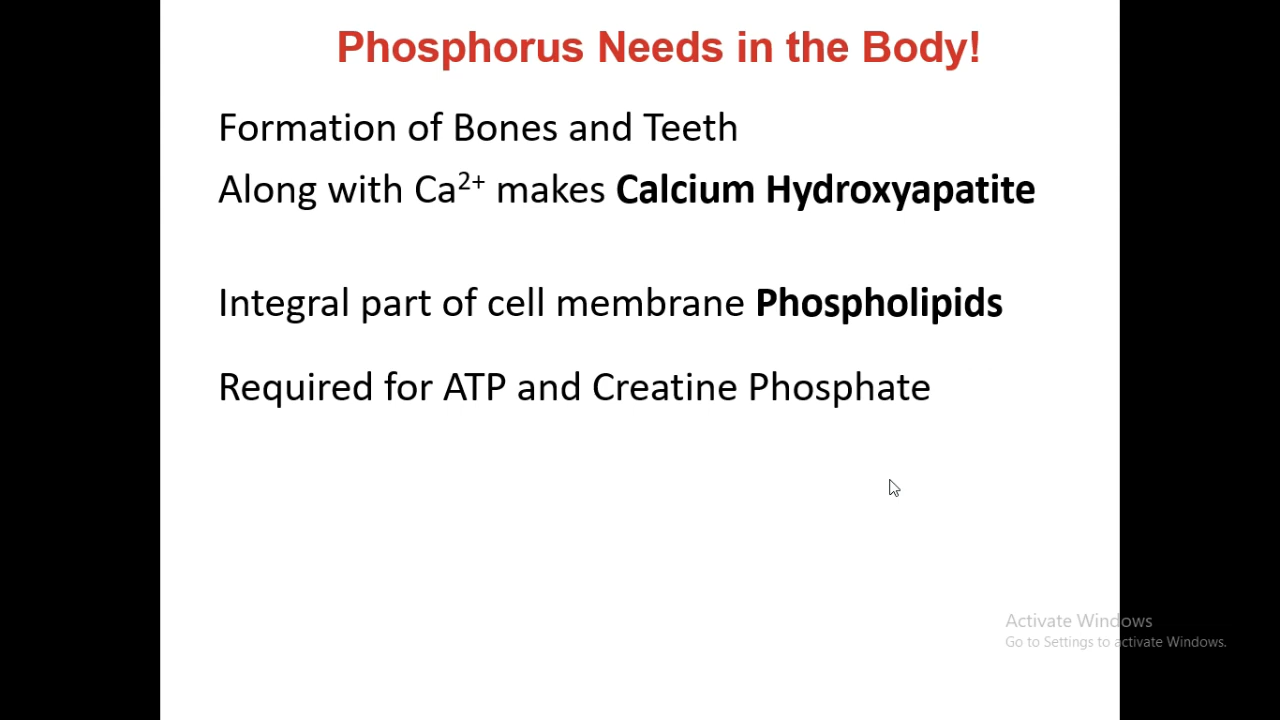 Phosphorus Needs in the Body!
Formation of Bones and Teeth
Along with Ca²⁺ makes Calcium Hydroxyapatite
Integral part of cell membrane Phospholipids
Required for ATP and Creatine Phosphate
Activate Windows
Go to Settings to activate Windows.